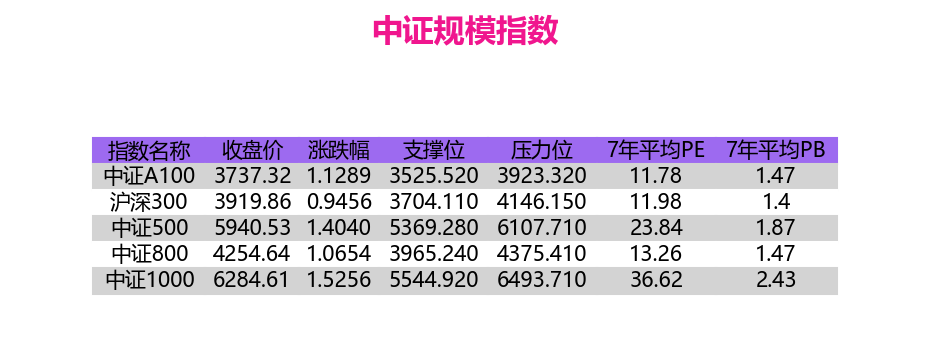 中证规模指数
指数名称 收盘价 涨跌幅 支撑位 压力位 7年平均PE 7年平均PB
中证A100 3737.32 1.1289 3525.520 3923.320 11.78 1.47
沪深300 3919.86 0.9456 3704.110 4146.150 11.98 1.4
中证500 5940.53 1.4040 5369.280 6107.710 23.84 1.87
中证800 4254.64 1.0654 3965.240 4375.410 13.26 1.47
中证1000 6284.61 1.5256 5544.920 6493.710 36.62 2.43